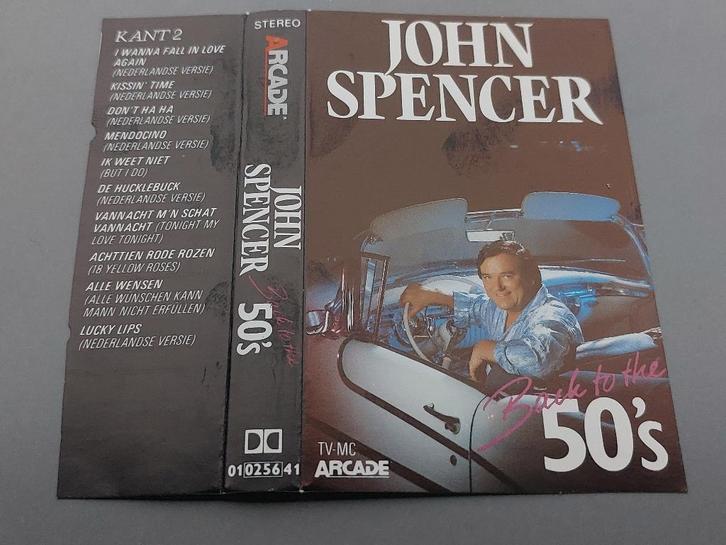 KANT 2
I WANNA FALL IN LOVE
AGAIN
(NEDERLANDSE VERSIE)
KISSIN' TIME
(NEDERLANDSE VERSIE)
DON'T HA HA
(NEDERLANDSE VERSIE)
MENDOCINO
(NEDERLANDSE VERSIE)
IK WEET NIET
(BUT I DO)
DE HUCKLEBUCK
(NEDERLANDSE VERSIE)
VANNACHT M'N SCHAT
VANNACHT (TONIGHT MY
LOVE TONIGHT)
ACHTTIEN RODE ROZEN
(18 YELLOW ROSES)
ALLE WENSEN
(ALLE WUNSCHEN KANN
MANN NICHT ERFÜLLEN)
LUCKY LIPS
(NEDERLANDSE VERSIE)
STEREO
ARCADE
JOHN
SPENCER
Back to the
50's
01 0256 41
JOHN
SPENCER
Back to the
50's
TV-MC
ARCADE